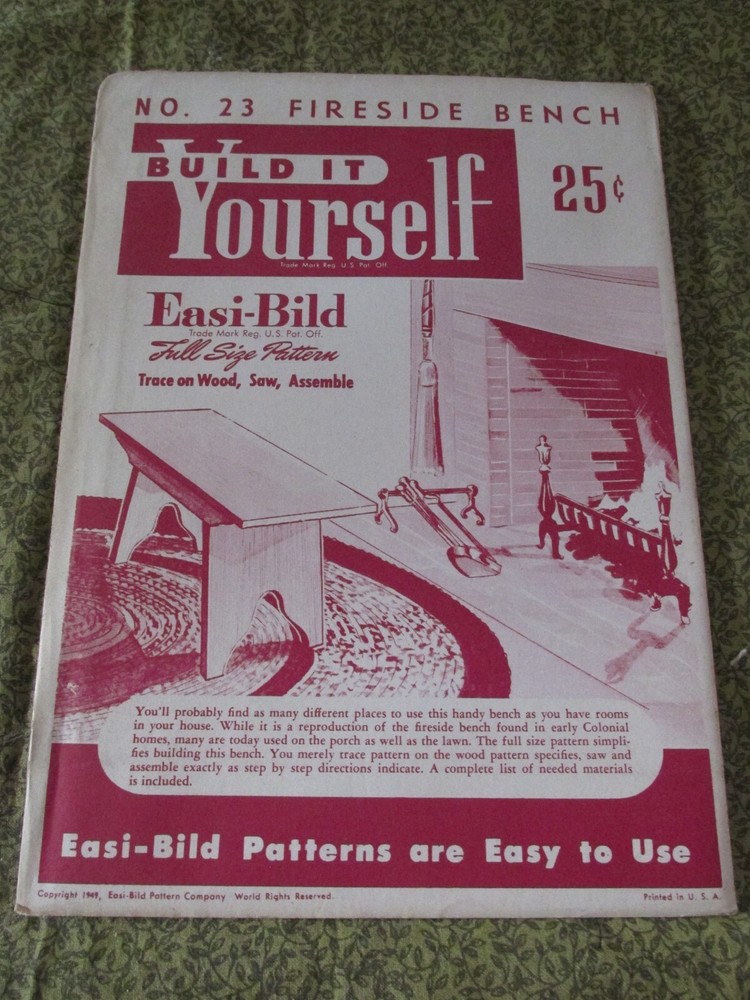 NO. 23 FIRESIDE BENCH
BUILD IT
Yourself
Trade Mark Reg. U.S. Pat. Off.
25¢
Easi-Bild
Trade Mark Reg. U.S. Pat. Off.
Full Size Pattern
Trace on Wood, Saw, Assemble
You'll probably find as many different places to use this handy bench as you have rooms
in your house. While it is a reproduction of the fireside bench found in early Colonial
homes, many are today used on the porch as well as the lawn. The full size pattern simpli-
fies building this bench. You merely trace pattern on the wood pattern specifies, saw and
assemble exactly as step by step directions indicate. A complete list of needed materials
is included.
Easi-Bild Patterns are Easy to Use
Copyright 1949, Easi-Bild Pattern Company World Rights Reserved.
Printed in U. S. A.